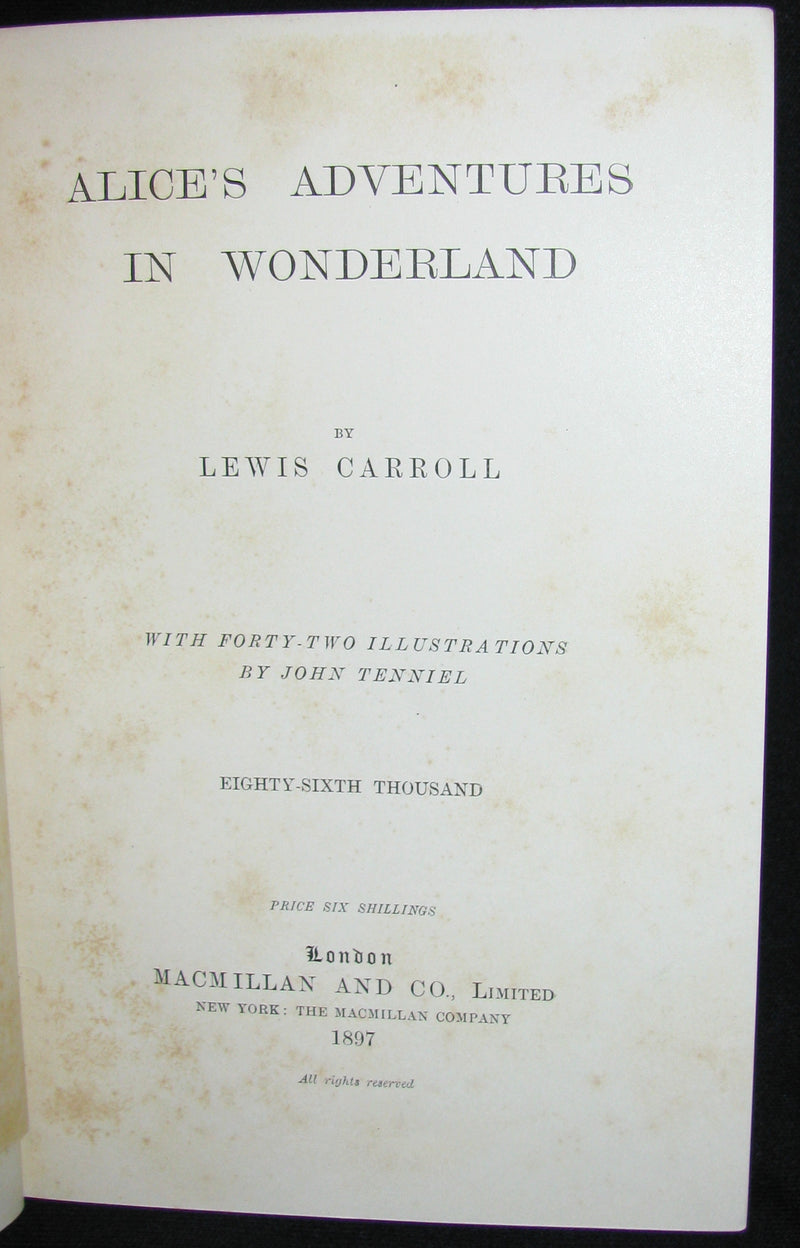 ALICE'S ADVENTURES
IN WONDERLAND
BY
LEWIS CARROLL
WITH FORTY-TWO ILLUSTRATIONS
BY JOHN TENNIEL
EIGHTY-SIXTH THOUSAND
PRICE SIX SHILLINGS
London
MACMILLAN AND CO., LIMITED
NEW YORK: THE MACMILLAN COMPANY
1897
All rights reserved